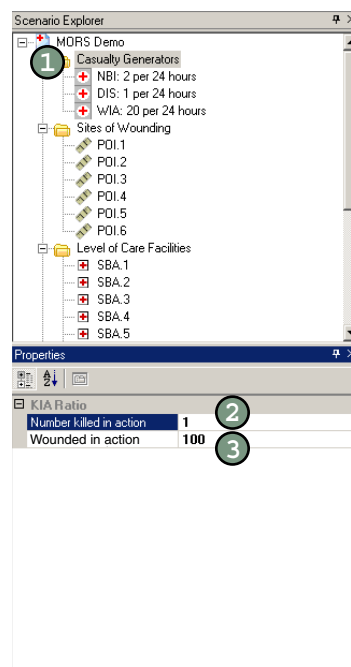 Scenario Explorer
MORS Demo
1
Casualty Generators
NBI: 2 per 24 hours
DIS: 1 per 24 hours
WIA: 20 per 24 hours
Sites of Wounding
POI.1
POI.2
POI.3
POI.4
POI.5
POI.6
Level of Care Facilities
SBA.1
SBA.2
SBA.3
SBA.4
SBA.5
Properties
KIA Ratio
Number killed in action 1 2
Wounded in action 100 3